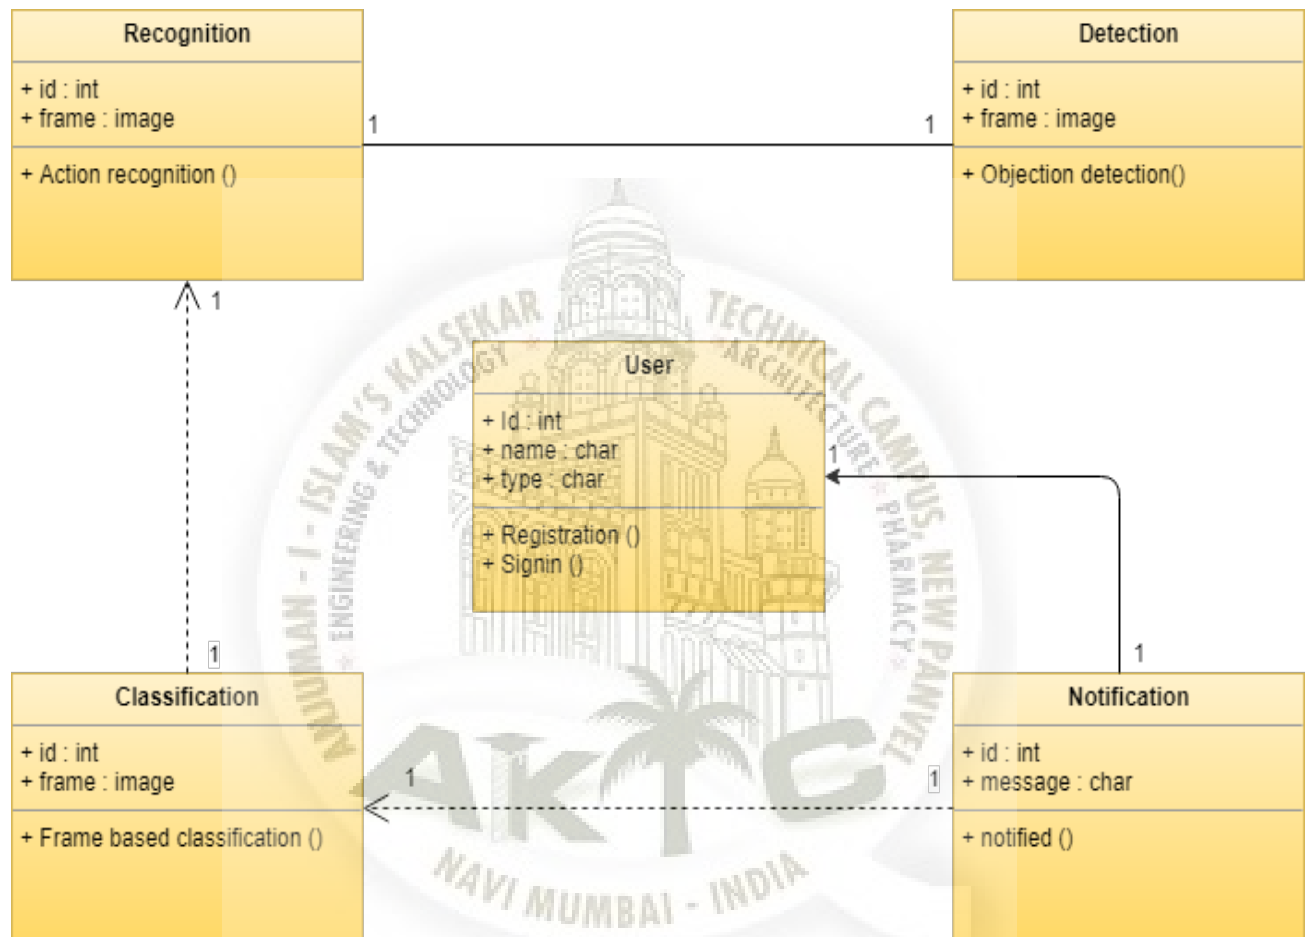 Recognition
+ id : int
+ frame : image
+ Action recognition ()
1
1
Detection
+ id : int
+ frame : image
+ Objection detection()
1
User
+ Id : int
+ name : char
+ type : char
+ Registration ()
+ Signin ()
1
1
1
Classification
+ id : int
+ frame : image
+ Frame based classification ()
1
1
Notification
+ id : int
+ message : char
+ notified ()
ANJUMAN - I - ISLAM'S KALSEKAR TECHNICAL CAMPUS, NEW PANVEL
ENGINEERING & TECHNOLOGY ARCHITECTURE PHARMACY
AIKTC
NAVI MUMBAI - INDIA